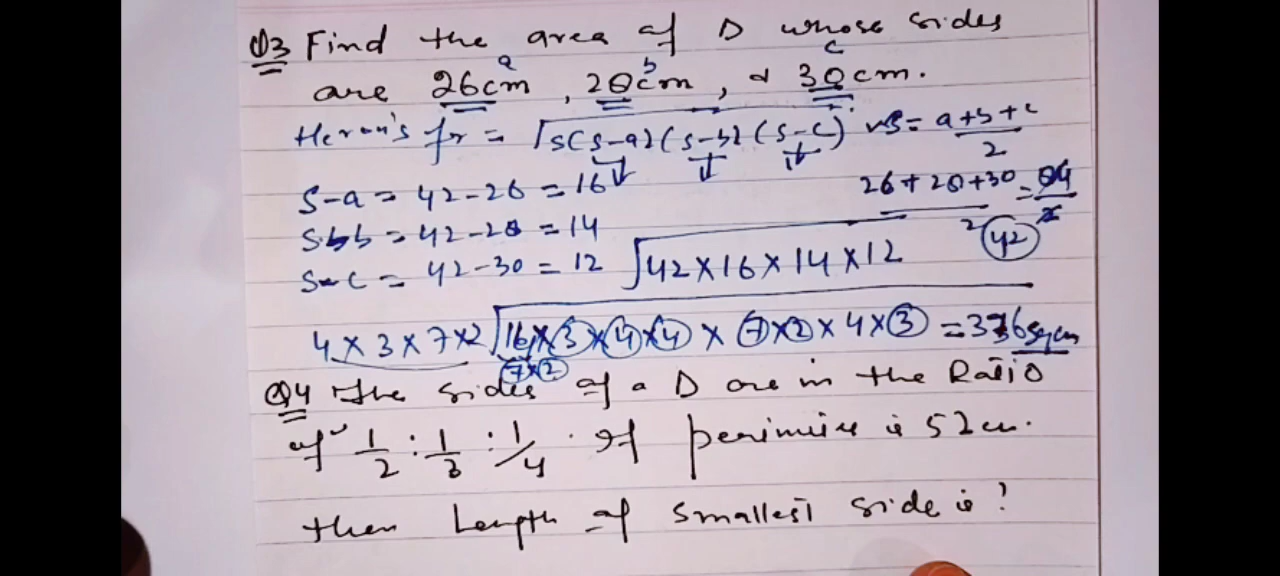 Q3 Find the area of D whose sides
a b c
are 26cm, 28cm, & 30cm.
Heron's fr = √s(s-a)(s-b)(s-c) s= a+b+c/2
s-a = 42-26 = 16
26+28+30 = 84/2
s-b = 42-28 = 14
42
s-c = 42-30 = 12 √42×16×14×12
4×3×7×2 √16×3×4×4×7×2×4×3 = 336 sqcm
7×2
Q4 The sides of a D are in the Ratio
of 1/2 : 1/3 : 1/4 . If perimeter is 52cm.
then Length of smallest side is?